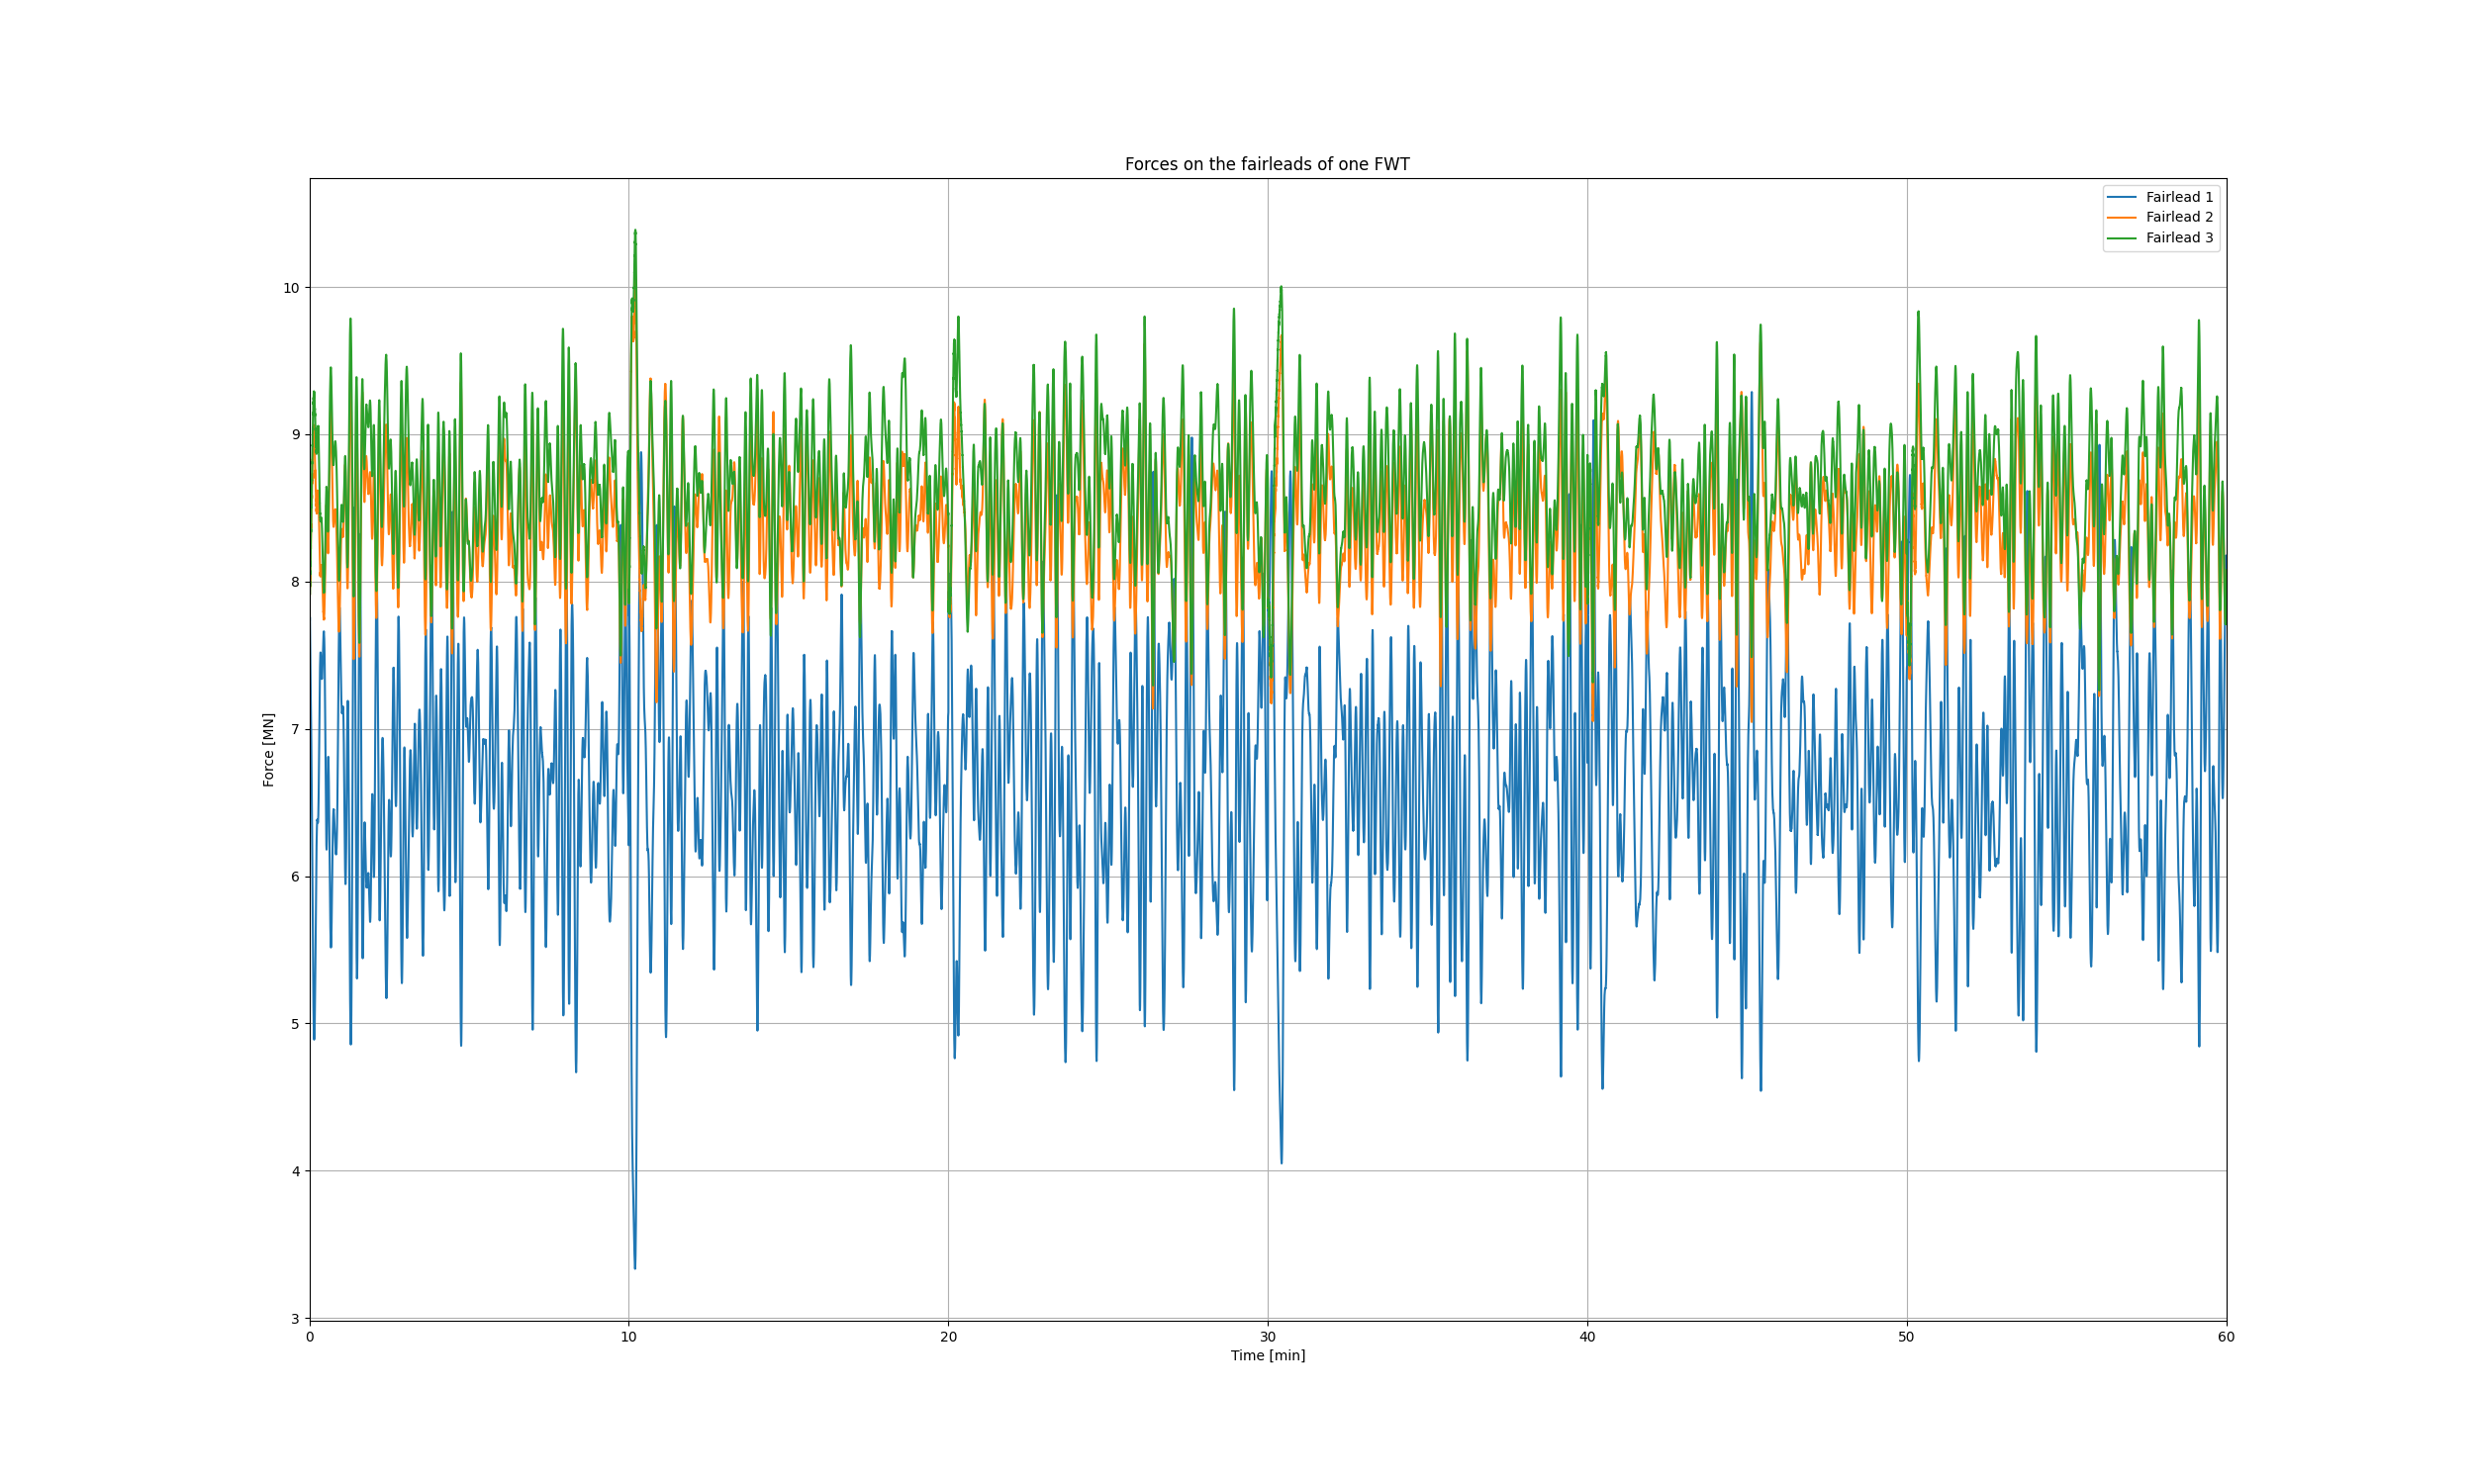 Forces on the fairleads of one FWT
Fairlead 1
Fairlead 2
Fairlead 3
Force [MN]
10
9
8
7
6
5
4
3
0 10 20 30 40 50 60
Time [min]